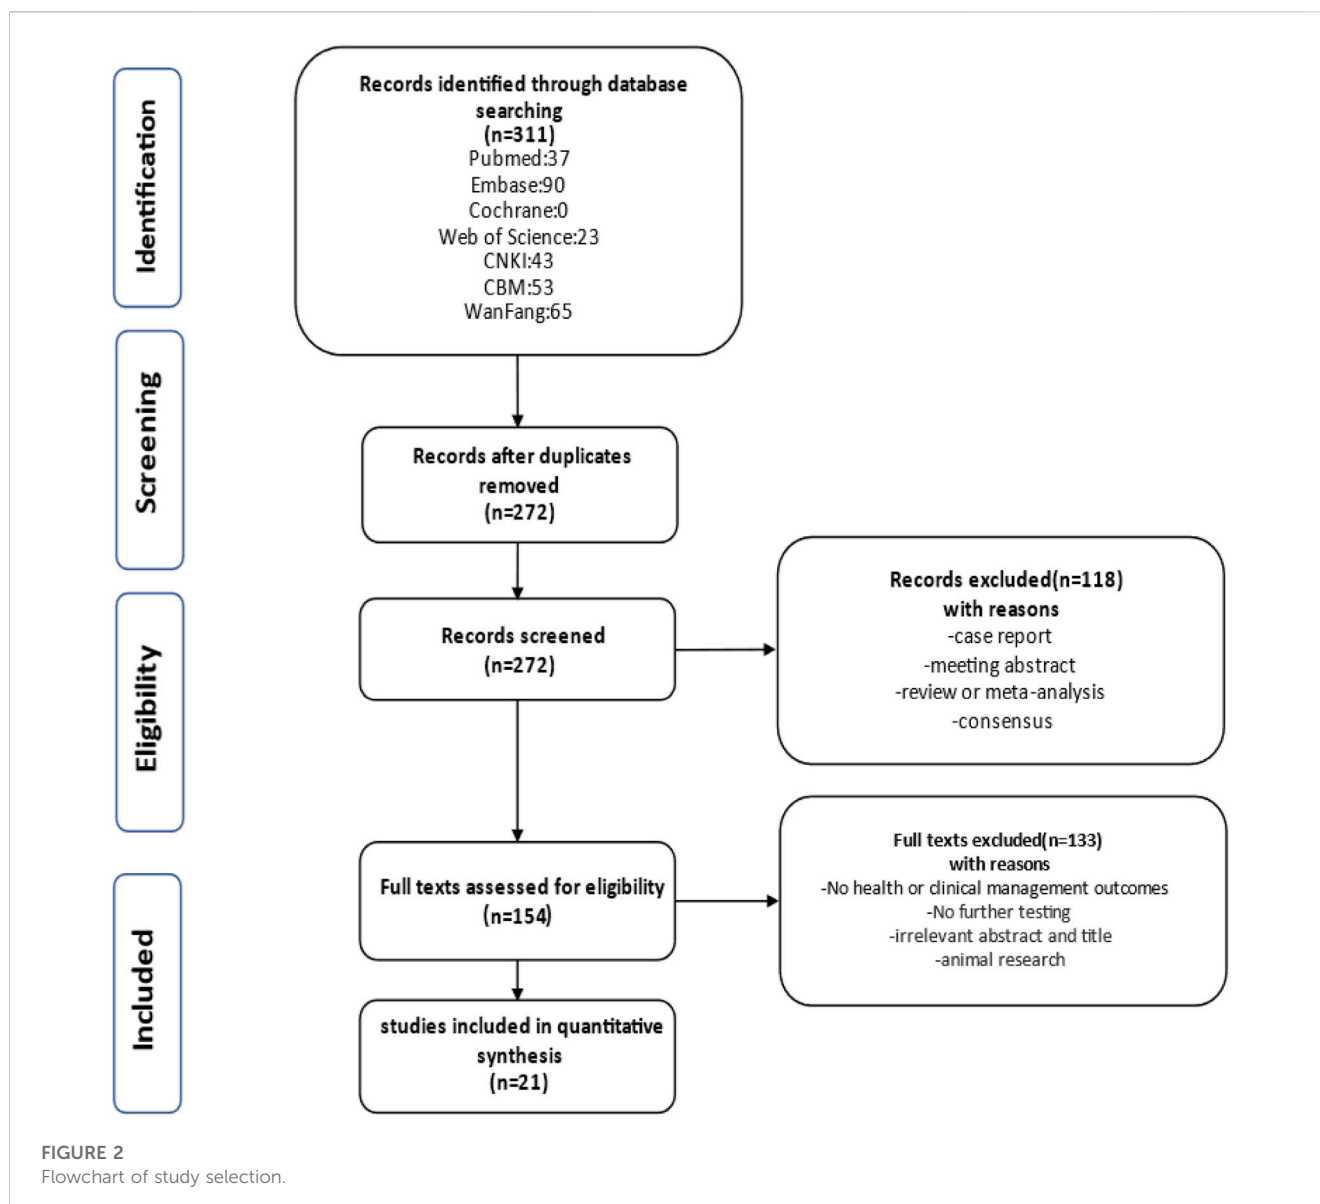 Identification
Records identified through database
searching
(n=311)
Pubmed:37
Embase:90
Cochrane:0
Web of Science:23
CNKI:43
CBM:53
WanFang:65
Screening
Records after duplicates
removed
(n=272)
Eligibility
Records screened
(n=272)
Records excluded(n=118)
with reasons
-case report
-meeting abstract
-review or meta-analysis
-consensus
Full texts assessed for eligibility
(n=154)
Full texts excluded(n=133)
with reasons
-No health or clinical management outcomes
-No further testing
-irrelevant abstract and title
-animal research
Included
studies included in quantitative
synthesis
(n=21)
FIGURE 2
Flowchart of study selection.